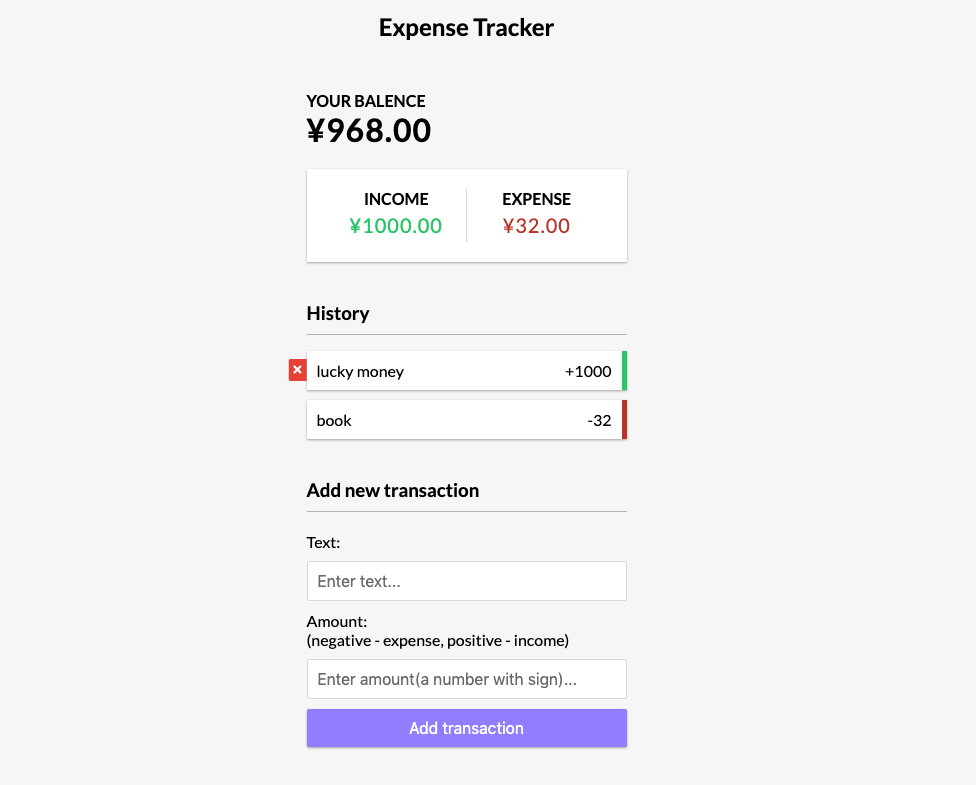 Expense Tracker
YOUR BALENCE
¥968.00
INCOME
¥1000.00
EXPENSE
¥32.00
History
lucky money +1000
book -32
Add new transaction
Text:
Enter text...
Amount:
(negative - expense, positive - income)
Enter amount(a number with sign)...
Add transaction